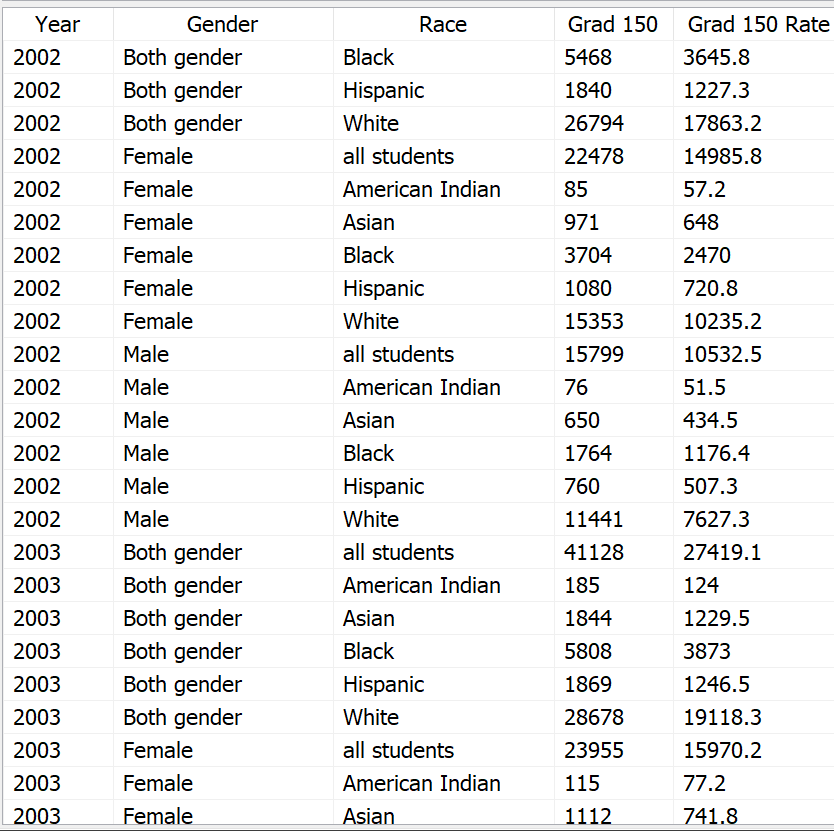 Year Gender Race Grad 150 Grad 150 Rate
2002 Both gender Black 5468 3645.8
2002 Both gender Hispanic 1840 1227.3
2002 Both gender White 26794 17863.2
2002 Female all students 22478 14985.8
2002 Female American Indian 85 57.2
2002 Female Asian 971 648
2002 Female Black 3704 2470
2002 Female Hispanic 1080 720.8
2002 Female White 15353 10235.2
2002 Male all students 15799 10532.5
2002 Male American Indian 76 51.5
2002 Male Asian 650 434.5
2002 Male Black 1764 1176.4
2002 Male Hispanic 760 507.3
2002 Male White 11441 7627.3
2003 Both gender all students 41128 27419.1
2003 Both gender American Indian 185 124
2003 Both gender Asian 1844 1229.5
2003 Both gender Black 5808 3873
2003 Both gender Hispanic 1869 1246.5
2003 Both gender White 28678 19118.3
2003 Female all students 23955 15970.2
2003 Female American Indian 115 77.2
2003 Female Asian 1112 741.8